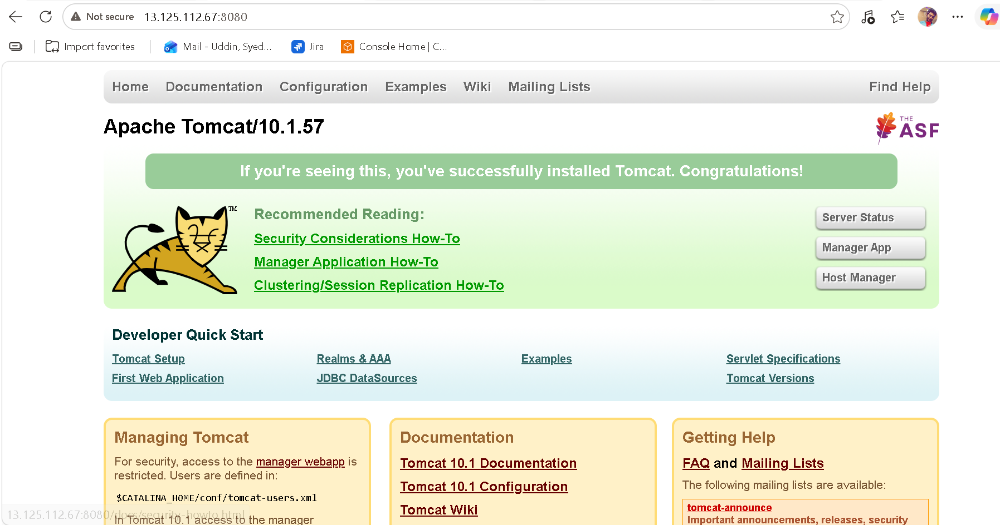 Not secure 13.125.112.67:8080
Import favorites Mail - Uddin, Syed... Jira Console Home | C...
Home Documentation Configuration Examples Wiki Mailing Lists Find Help
Apache Tomcat/10.1.57
THE
ASF
If you're seeing this, you've successfully installed Tomcat. Congratulations!
TM
Recommended Reading:
Security Considerations How-To
Manager Application How-To
Clustering/Session Replication How-To
Server Status
Manager App
Host Manager
Developer Quick Start
Tomcat Setup Realms & AAA Examples Servlet Specifications
First Web Application JDBC DataSources Tomcat Versions
Managing Tomcat
For security, access to the manager webapp is
restricted. Users are defined in:
$CATALINA_HOME/conf/tomcat-users.xml
In Tomcat 10.1 access to the manager
Documentation
Tomcat 10.1 Documentation
Tomcat 10.1 Configuration
Tomcat Wiki
Getting Help
FAQ and Mailing Lists
The following mailing lists are available:
tomcat-announce
Important announcements, releases, security
13.125.112.67:8080/docs/security-howto.html